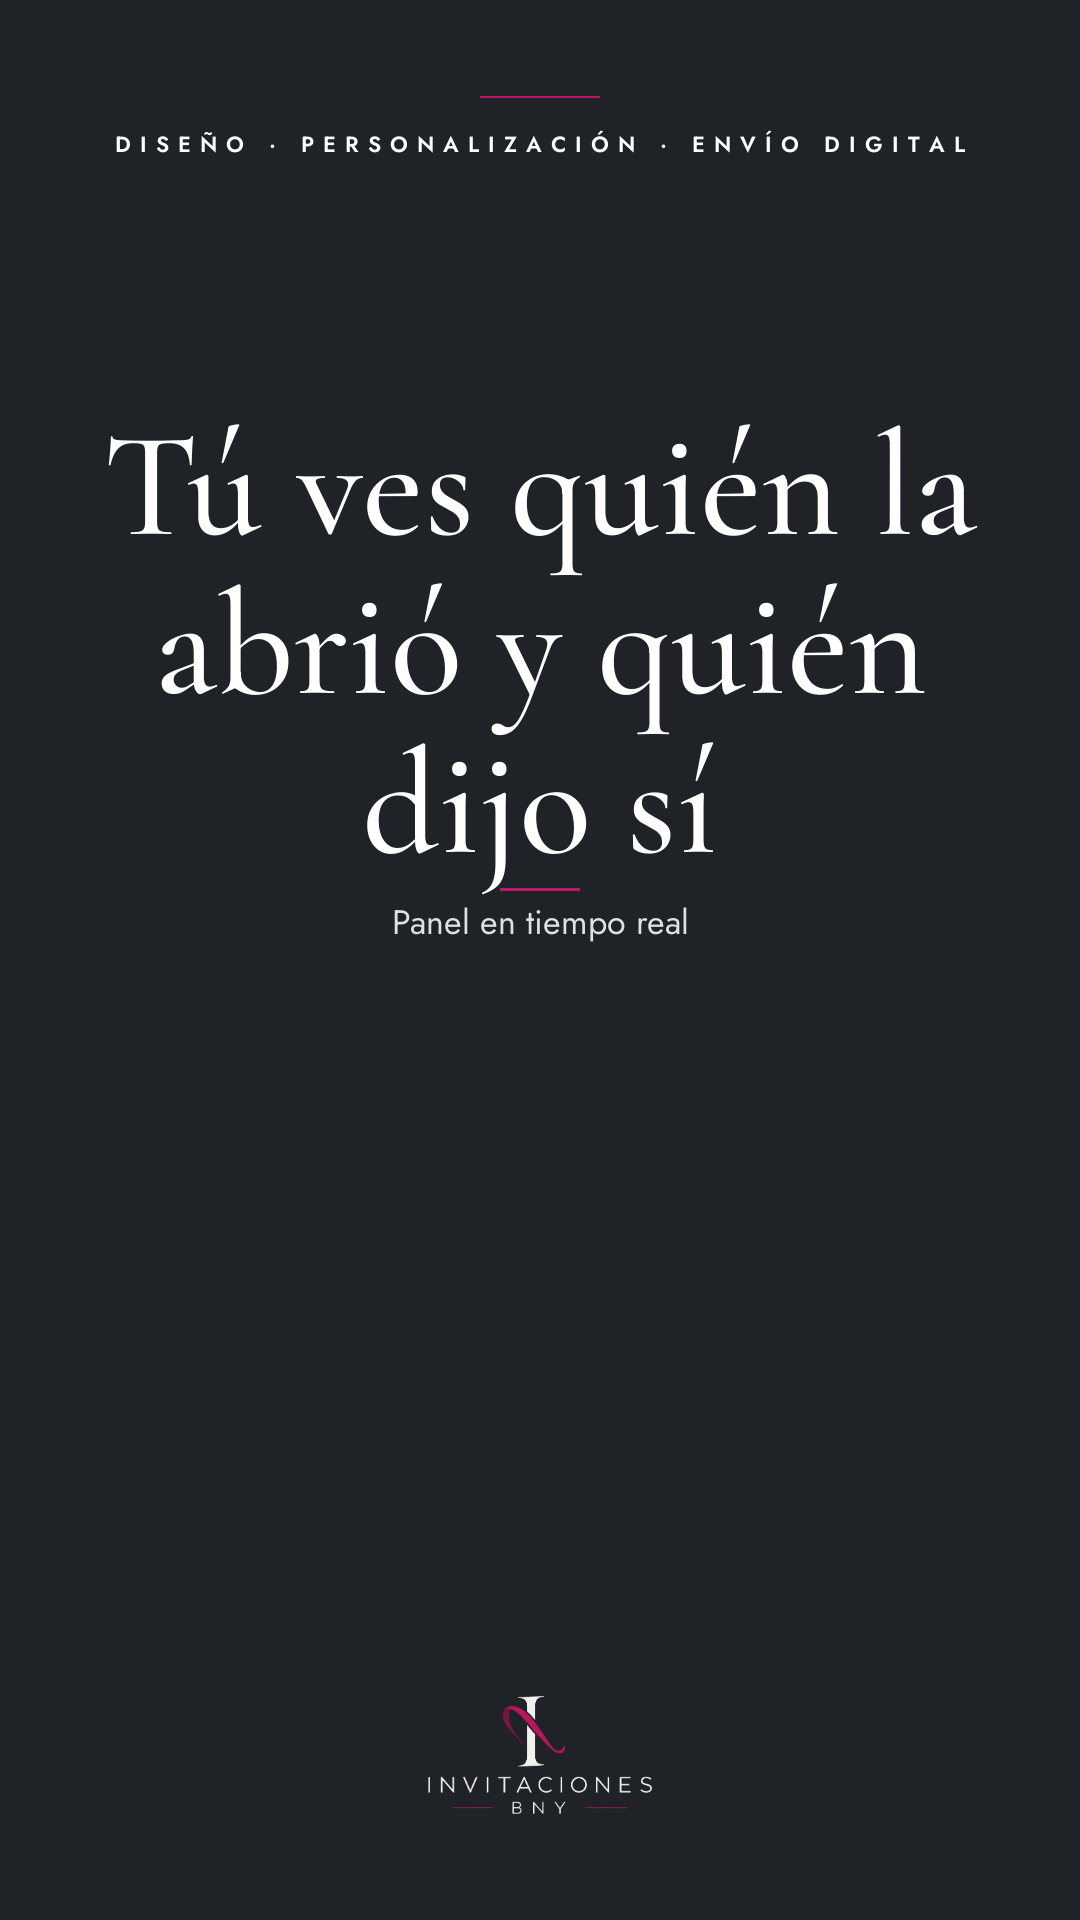 DISEÑO · PERSONALIZACIÓN · ENVÍO DIGITAL
Tú ves quién la
abrió y quién
dijo sí
Panel en tiempo real
I
INVITACIONES
BNY